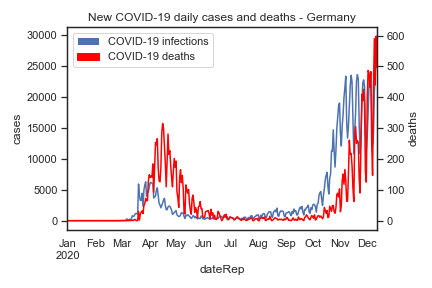 New COVID-19 daily cases and deaths - Germany
COVID-19 infections
COVID-19 deaths
30000
25000
20000
15000
10000
5000
0
cases
600
500
400
300
200
100
0
deaths
Jan Feb Mar Apr May Jun Jul Aug Sep Oct Nov Dec
2020
dateRep